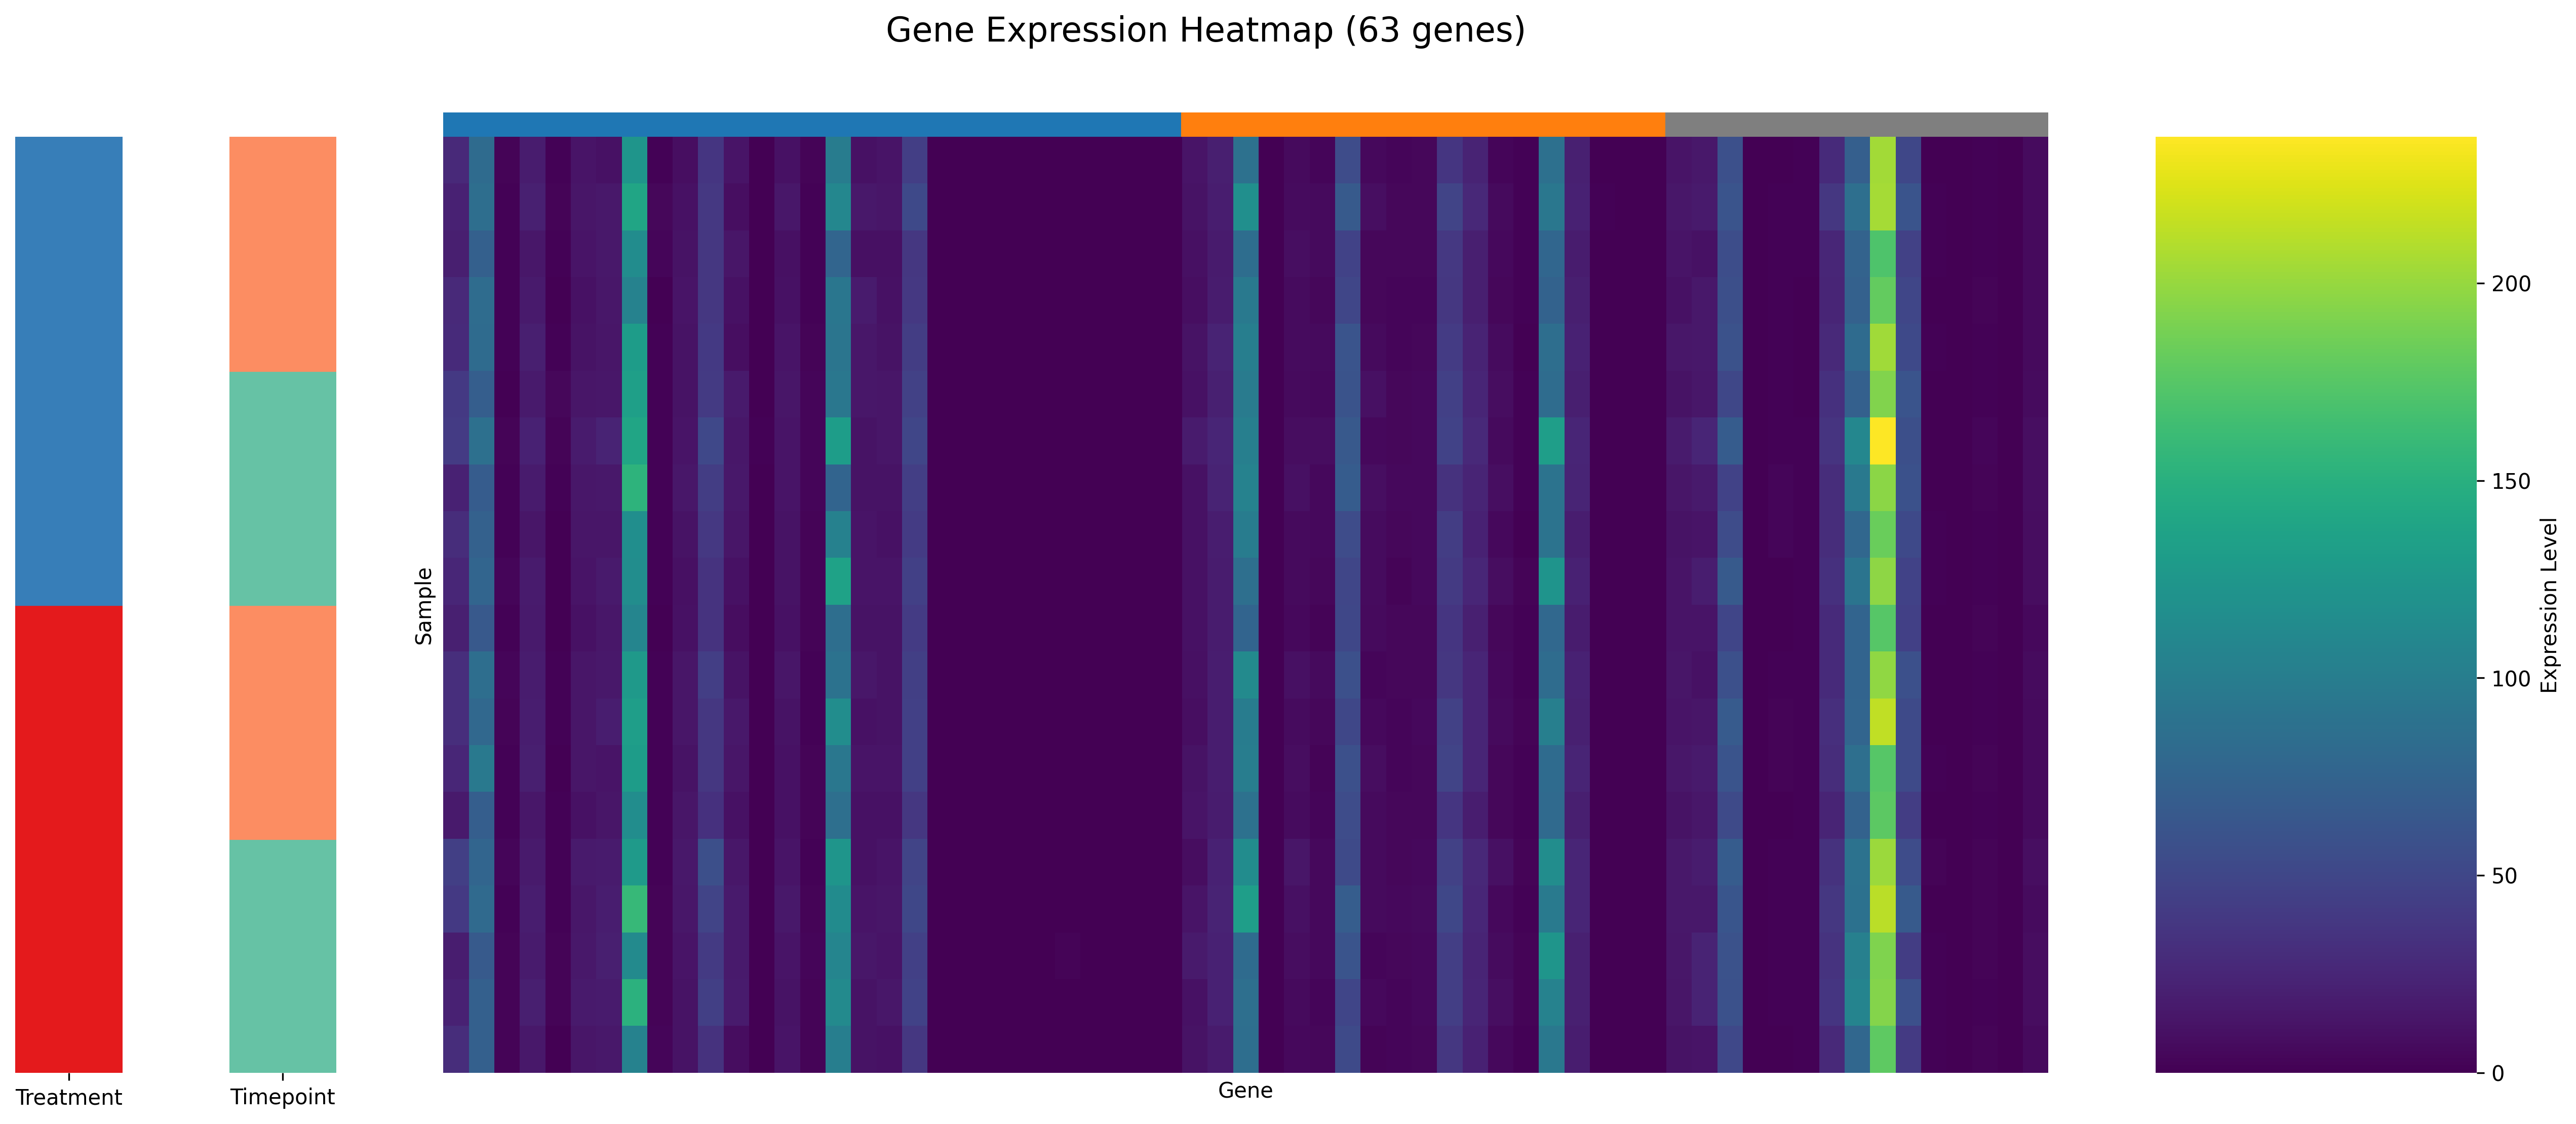 Gene Expression Heatmap (63 genes)
Treatment
Timepoint
Sample
Gene
200
150
100
50
0
Expression Level